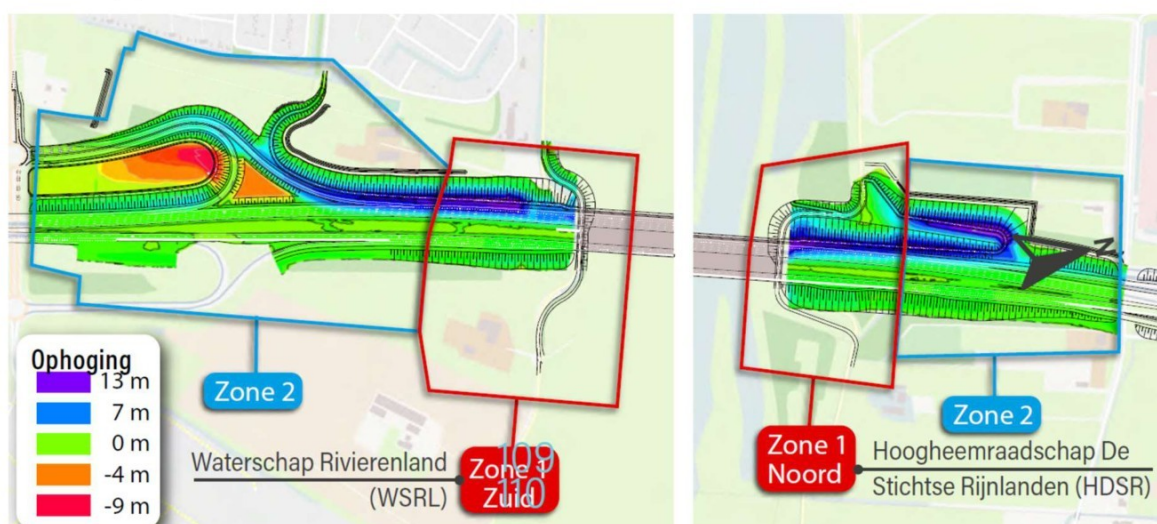 Ophoging
13 m
7 m
0 m
-4 m
-9 m
Zone 2
Waterschap Rivierenland
(WSRL)
Zone 1
Zuid
109
110
Zone 1
Noord
Zone 2
Hoogheemraadschap De
Stichtse Rijnlanden (HDSR)
N